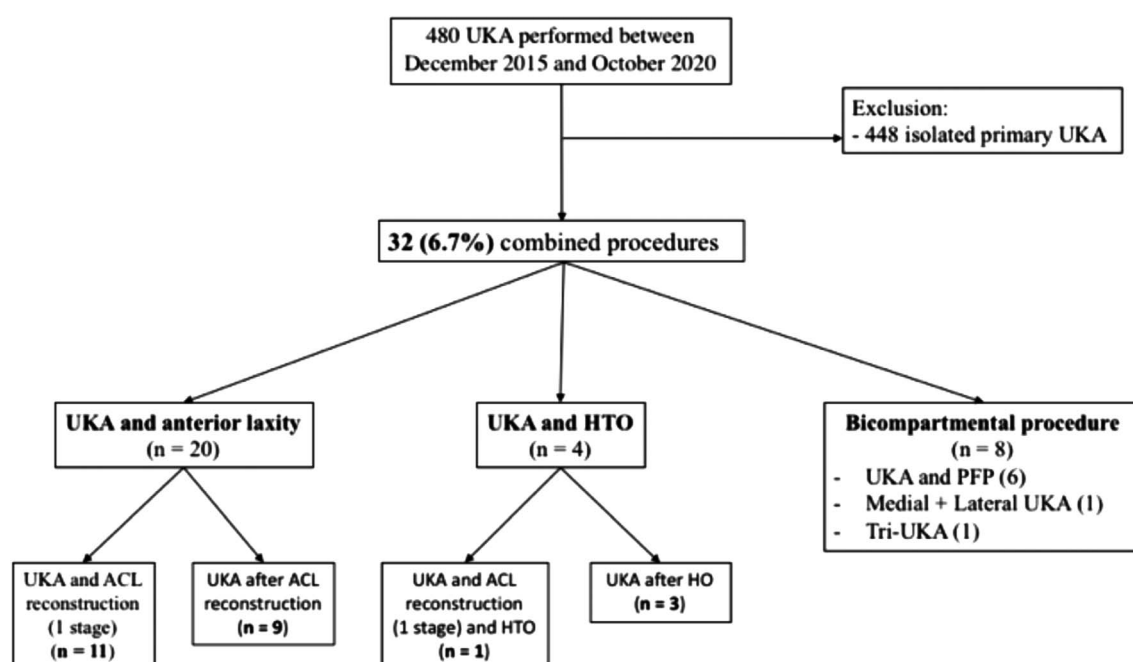 480 UKA performed between
December 2015 and October 2020
Exclusion:
- 448 isolated primary UKA
32 (6.7%) combined procedures
UKA and anterior laxity
(n = 20)
UKA and HTO
(n = 4)
Bicompartmental procedure
(n = 8)
- UKA and PFP (6)
- Medial + Lateral UKA (1)
- Tri-UKA (1)
UKA and ACL
reconstruction
(1 stage)
(n = 11)
UKA after ACL
reconstruction
(n = 9)
UKA and ACL
reconstruction
(1 stage) and HTO
(n = 1)
UKA after HO
(n = 3)